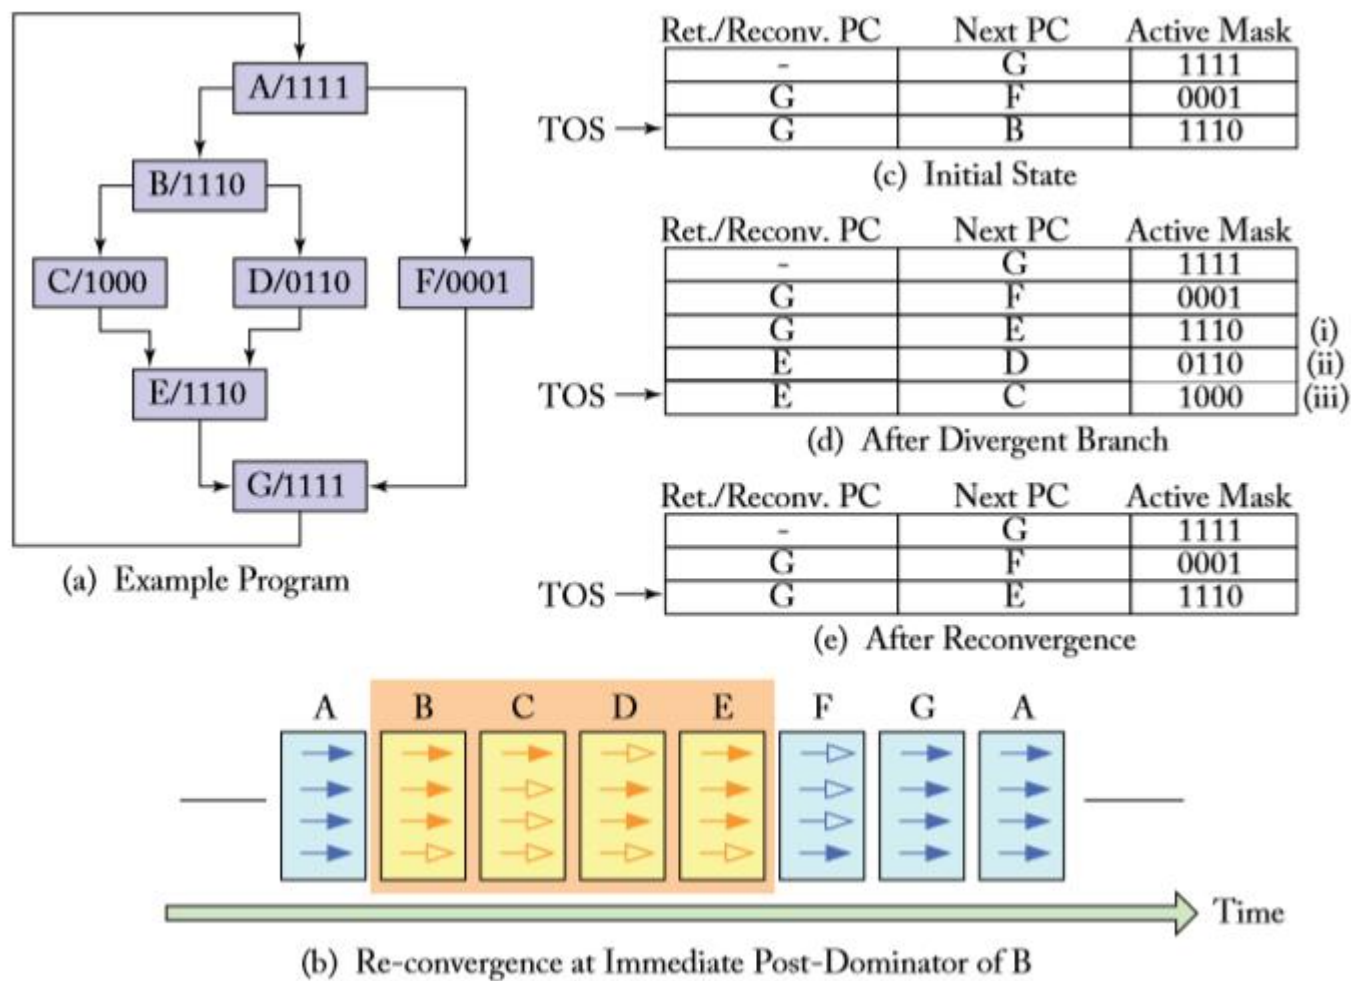 A/1111
B/1110
C/1000 D/0110 F/0001
E/1110
G/1111
(a) Example Program
Ret./Reconv. PC Next PC Active Mask
- G 1111
G F 0001
TOS G B 1110
(c) Initial State
Ret./Reconv. PC Next PC Active Mask
- G 1111
G F 0001
G E 1110 (i)
E D 0110 (ii)
TOS E C 1000 (iii)
(d) After Divergent Branch
Ret./Reconv. PC Next PC Active Mask
- G 1111
G F 0001
TOS G E 1110
(e) After Reconvergence
A B C D E F G A
Time
(b) Re-convergence at Immediate Post-Dominator of B